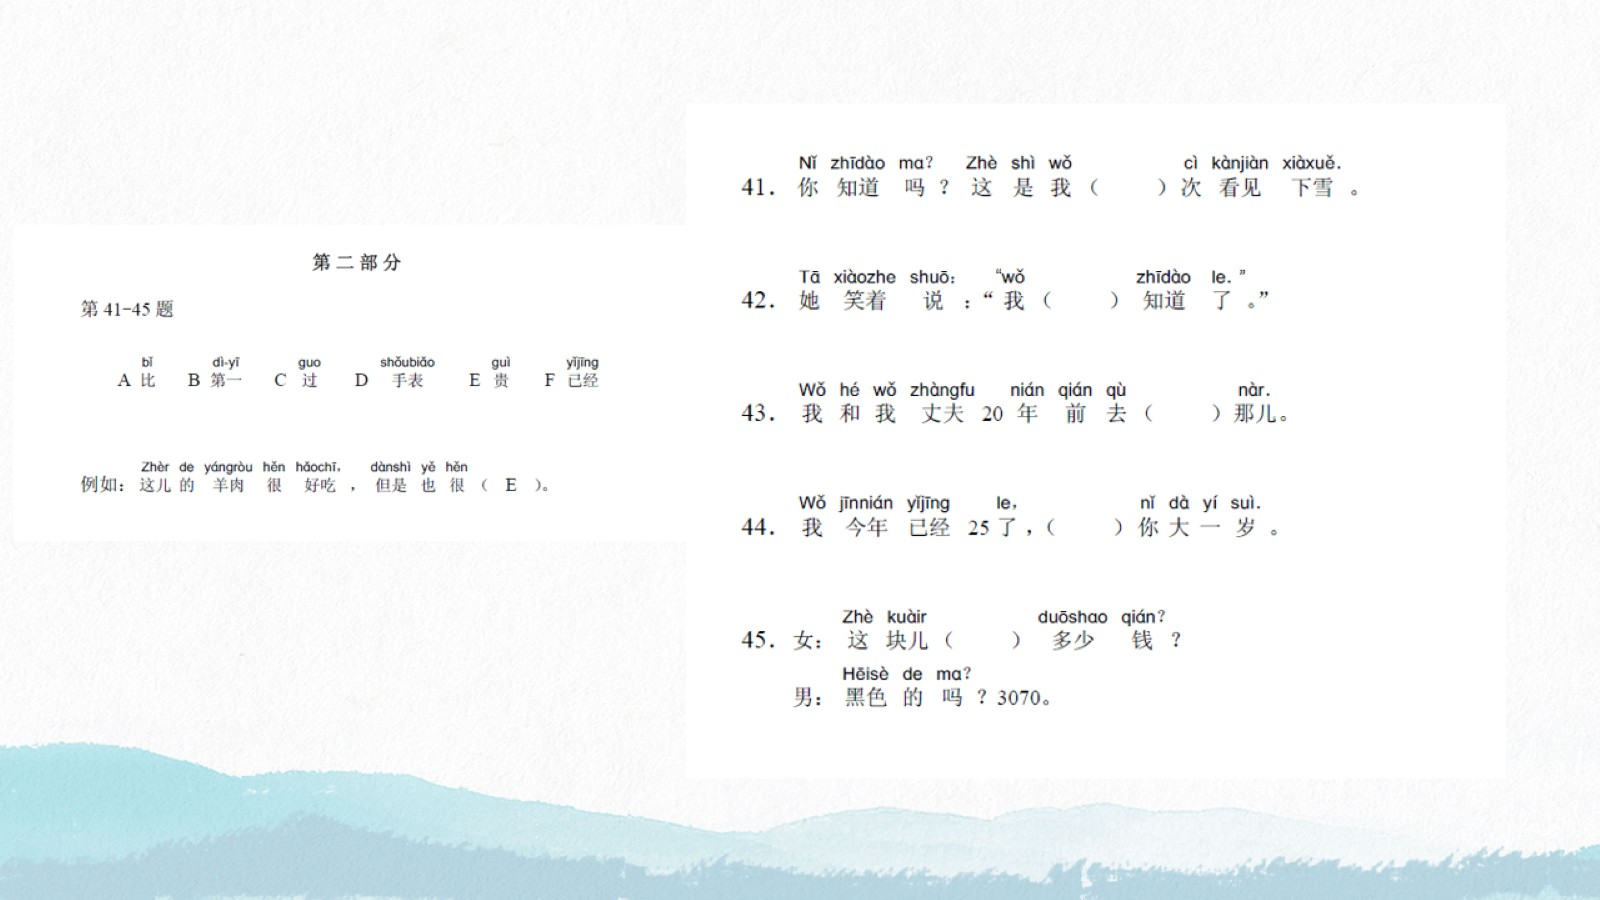 第二部分
第 41-45 题
bǐ dì-yī guo shǒubiǎo guì yǐjīng
A 比 B 第一 C 过 D 手表 E 贵 F 已经
Zhèr de yángròu hěn hǎochī, dànshì yě hěn
例如：这儿 的 羊肉 很 好吃 ， 但是 也 很 （ E ）。
Nǐ zhīdào ma? Zhè shì wǒ cì kànjiàn xiàxuě.
41. 你 知道 吗 ？ 这 是 我 （ ） 次 看见 下雪 。
Tā xiàozhe shuō: “wǒ zhīdào le.”
42. 她 笑着 说 ：“ 我 （ ） 知道 了 。”
Wǒ hé wǒ zhàngfu nián qián qù nàr.
43. 我 和 我 丈夫 20 年 前 去 （ ） 那儿。
Wǒ jīnnián yǐjīng le, nǐ dà yí suì.
44. 我 今年 已经 25 了 ，（ ） 你 大 一 岁 。
Zhè kuàir duōshao qián?
45. 女： 这 块儿 （ ） 多少 钱 ？
Hēisè de ma?
男： 黑色 的 吗 ？ 3070。